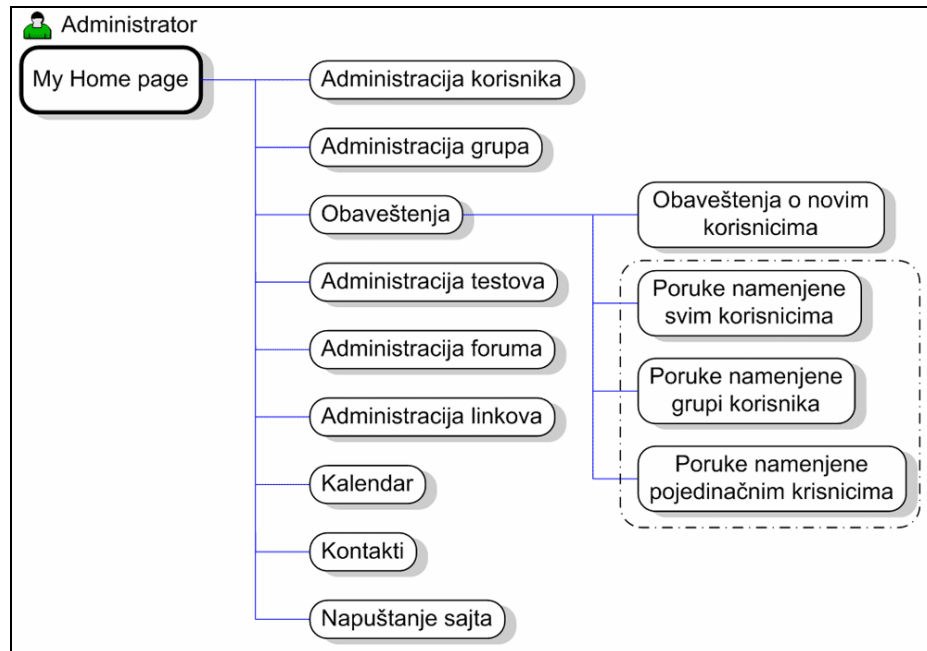 Administrator
My Home page
Administracija korisnika
Administracija grupa
Obaveštenja
Administracija testova
Administracija foruma
Administracija linkova
Kalendar
Kontakti
Napuštanje sajta
Obaveštenja o novim
korisnicima
Poruke namenjene
svim korisnicima
Poruke namenjene
grupi korisnika
Poruke namenjene
pojedinačnim krisnicima